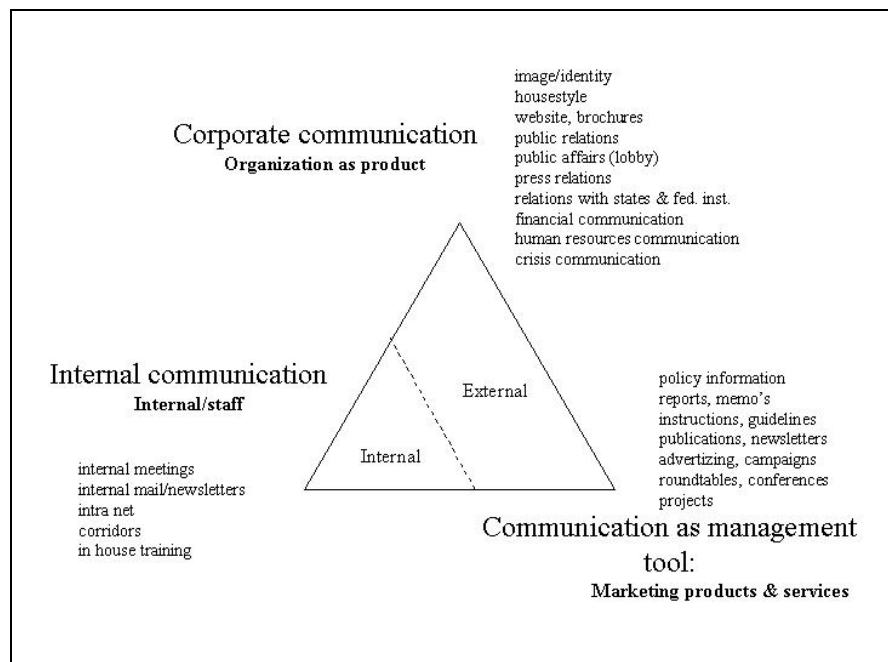 Corporate communication
Organization as product
image/identity
housestyle
website, brochures
public relations
public affairs (lobby)
press relations
relations with states & fed. inst.
financial communication
human resources communication
crisis communication
Internal communication
Internal/staff
internal meetings
internal mail/newsletters
intra net
corridors
in house training
Internal
External
policy information
reports, memo’s
instructions, guidelines
publications, newsletters
advertizing, campaigns
roundtables, conferences
projects
Communication as management
tool:
Marketing products & services